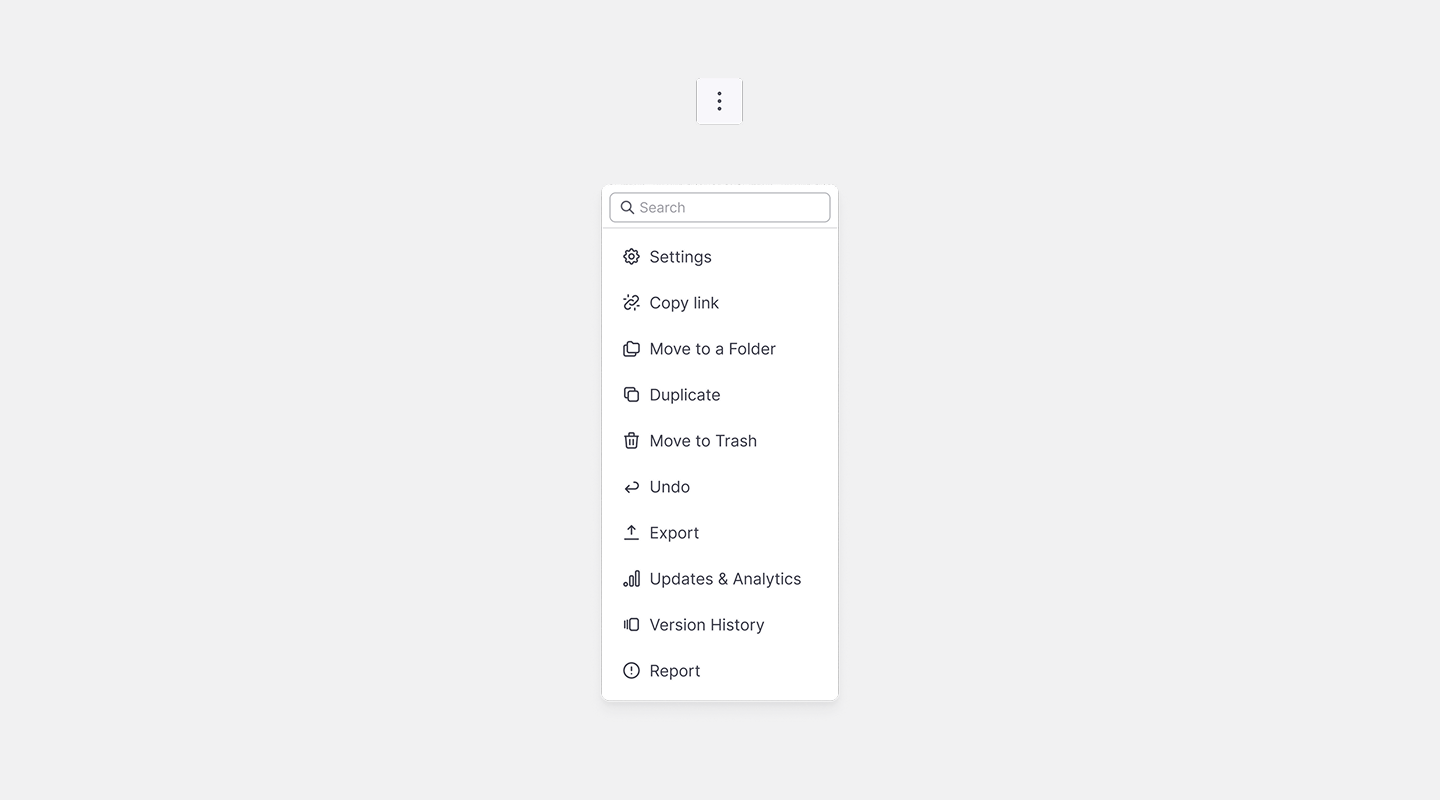 Search
Settings
Copy link
Move to a Folder
Duplicate
Move to Trash
Undo
Export
Updates & Analytics
Version History
Report